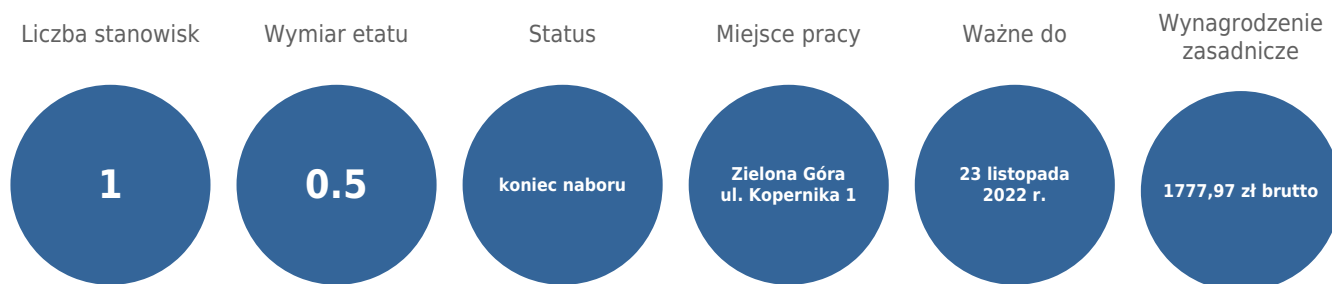 Liczba stanowisk
1
Wymiar etatu
0.5
Status
koniec naboru
Miejsce pracy
Zielona Góra
ul. Kopernika 1
Ważne do
23 listopada
2022 r.
Wynagrodzenie
zasadnicze
1777,97 zł brutto